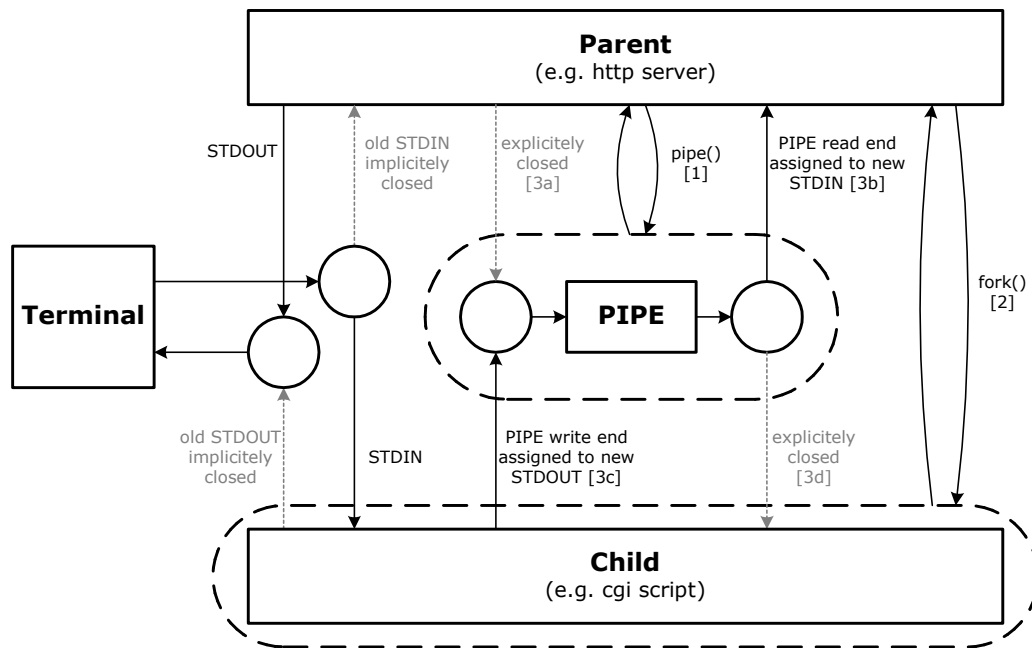 Parent
(e.g. http server)
STDOUT
old STDIN
implicitely
closed
explicitely
closed
[3a]
pipe()
[1]
PIPE read end
assigned to new
STDIN [3b]
fork()
[2]
Terminal
PIPE
old STDOUT
implicitely
closed
STDIN
PIPE write end
assigned to new
STDOUT [3c]
explicitely
closed
[3d]
Child
(e.g. cgi script)